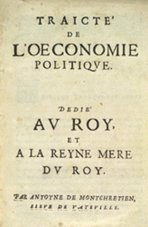 TRAICTE'
DE
L'OECONOMIE
POLITIQVE.
DEDIE'
AV ROY,
ET
A LA REYNE MERE
DV ROY.
PAR ANTOYNE DE MONTCHRETIEN,
SIEVR DE VATEVILLE.